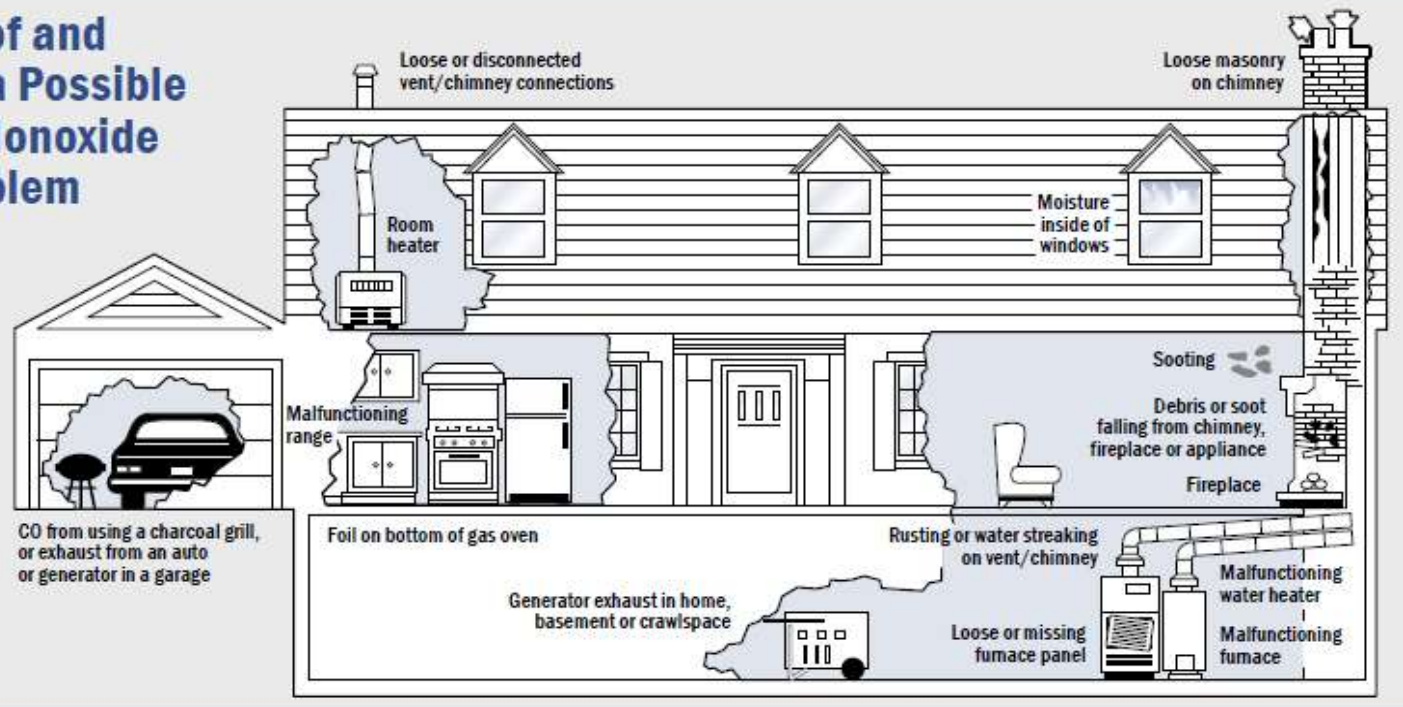 of and
Possible
Monoxide
Loose or disconnected
vent/chimney connections
Loose masonry
on chimney
Room
heater
Moisture
inside of
windows
Malfunctioning
range
Sooting
Debris or soot
falling from chimney,
fireplace or appliance
Fireplace
CO from using a charcoal grill,
or exhaust from an auto
or generator in a garage
Foil on bottom of gas oven
Rusting or water streaking
on vent/chimney
Generator exhaust in home,
basement or crawlspace
Malfunctioning
water heater
Loose or missing
furnace panel
Malfunctioning
furnace